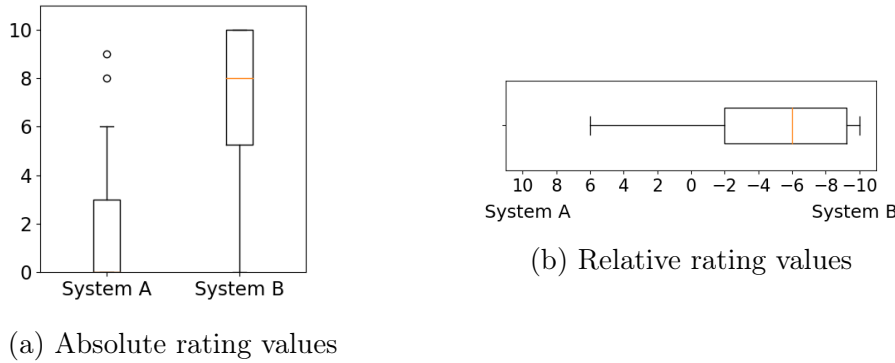 10
8
6
4
2
0
System A System B
(a) Absolute rating values
10 8 6 4 2 0 −2 −4 −6 −8 −10
System A System B
(b) Relative rating values